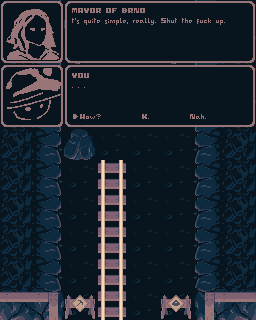 MAYOR OF BRNO
It's quite simple, really. Shut the fuck up.
YOU
...
How? K. Nah.